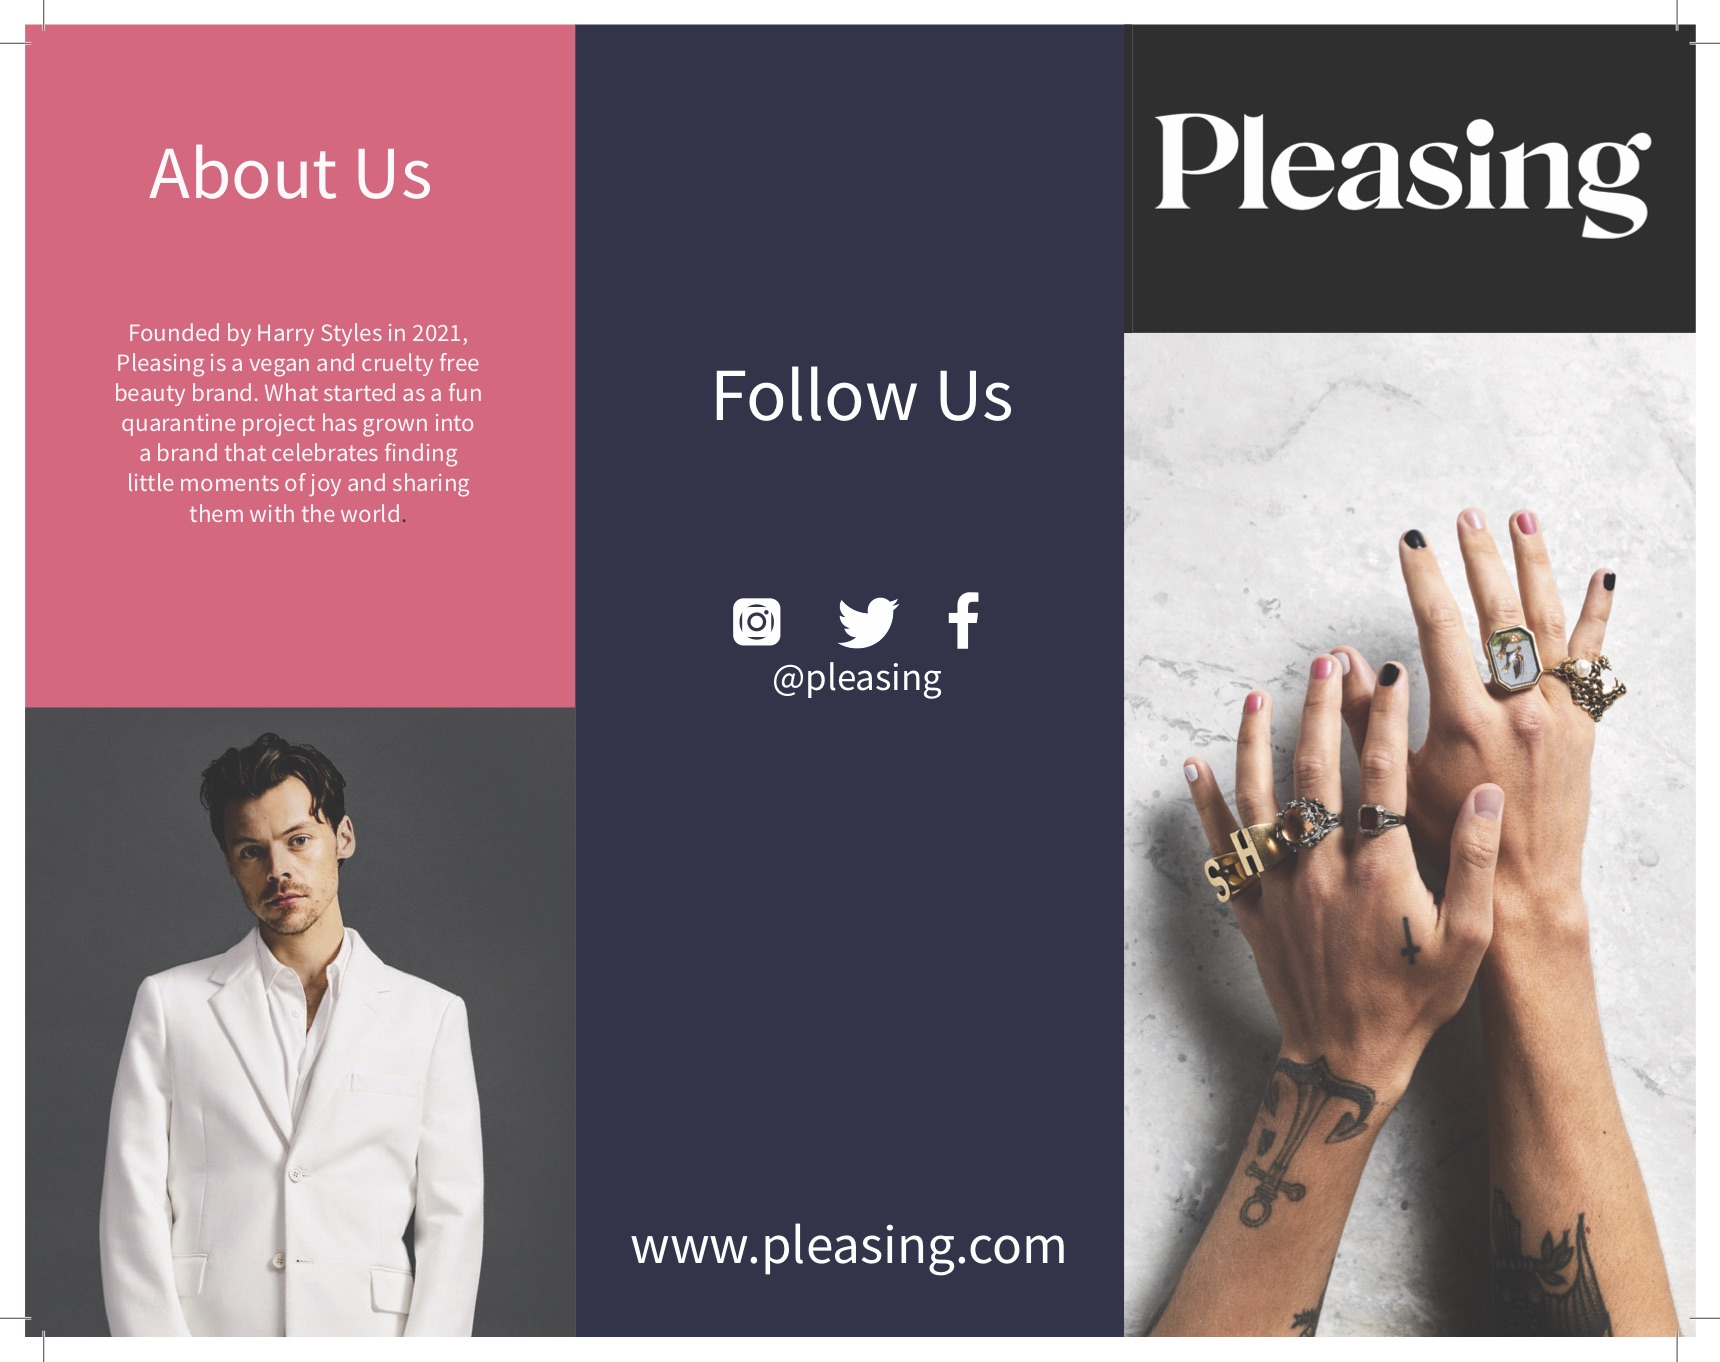 About Us
Founded by Harry Styles in 2021,
Pleasing is a vegan and cruelty free
beauty brand. What started as a fun
quarantine project has grown into
a brand that celebrates finding
little moments of joy and sharing
them with the world.
Follow Us
@pleasing
www.pleasing.com
Pleasing
S H